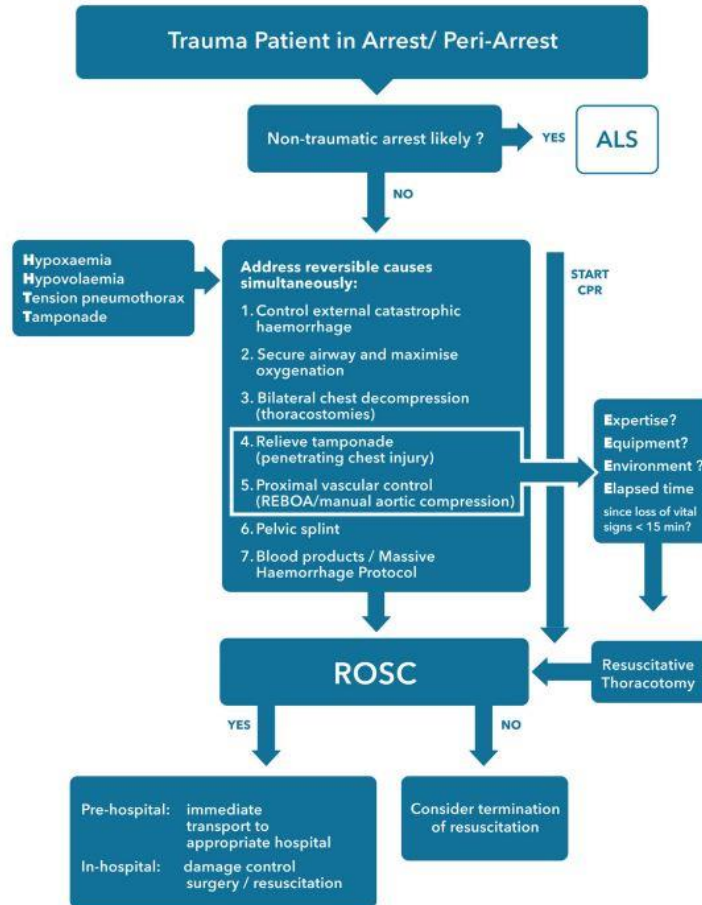 Trauma Patient in Arrest/ Peri-Arrest
Non-traumatic arrest likely ?
YES
ALS
NO
Hypoxaemia
Hypovolaemia
Tension pneumothorax
Tamponade
Address reversible causes
simultaneously:
1. Control external catastrophic
haemorrhage
2. Secure airway and maximise
oxygenation
3. Bilateral chest decompression
(thoracostomies)
4. Relieve tamponade
(penetrating chest injury)
5. Proximal vascular control
(REBOA/manual aortic compression)
6. Pelvic splint
7. Blood products / Massive
Haemorrhage Protocol
START
CPR
Expertise?
Equipment?
Environment ?
Elapsed time
since loss of vital
signs < 15 min?
Resuscitative
Thoracotomy
ROSC
YES
NO
Pre-hospital: immediate
transport to
appropriate hospital
In-hospital: damage control
surgery / resuscitation
Consider termination
of resuscitation